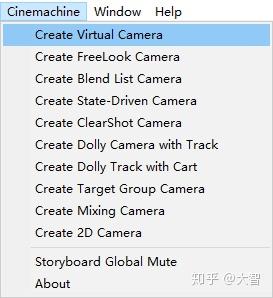 Cinemachine Window Help
Create Virtual Camera
Create FreeLook Camera
Create Blend List Camera
Create State-Driven Camera
Create ClearShot Camera
Create Dolly Camera with Track
Create Dolly Track with Cart
Create Target Group Camera
Create Mixing Camera
Create 2D Camera
Storyboard Global Mute
About
知乎 @大智